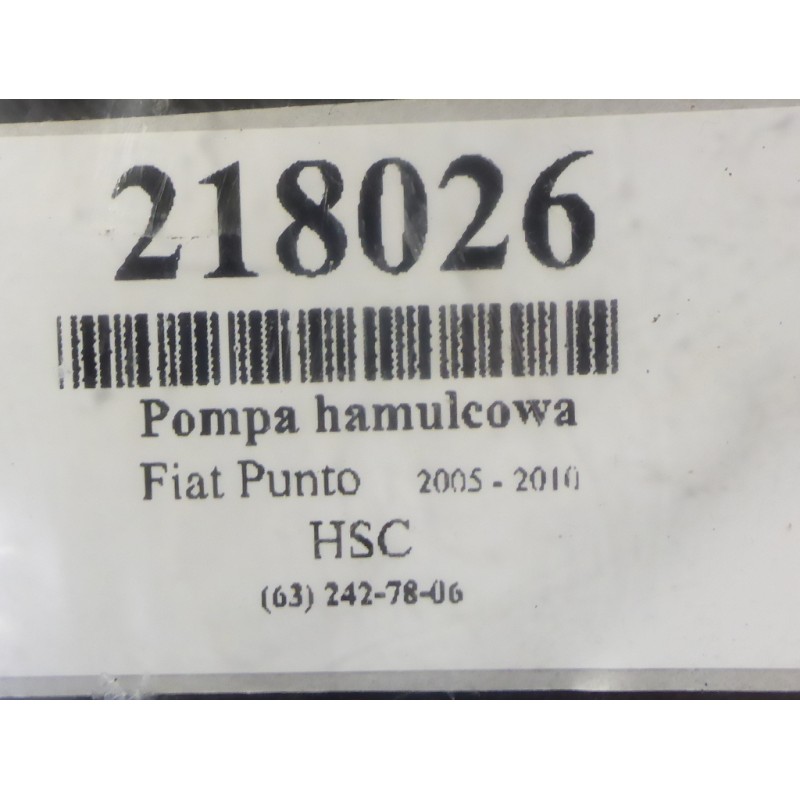 218026
Pompa hamulcowa
Fiat Punto 2005 - 2010
HSC
(63) 242-78-06